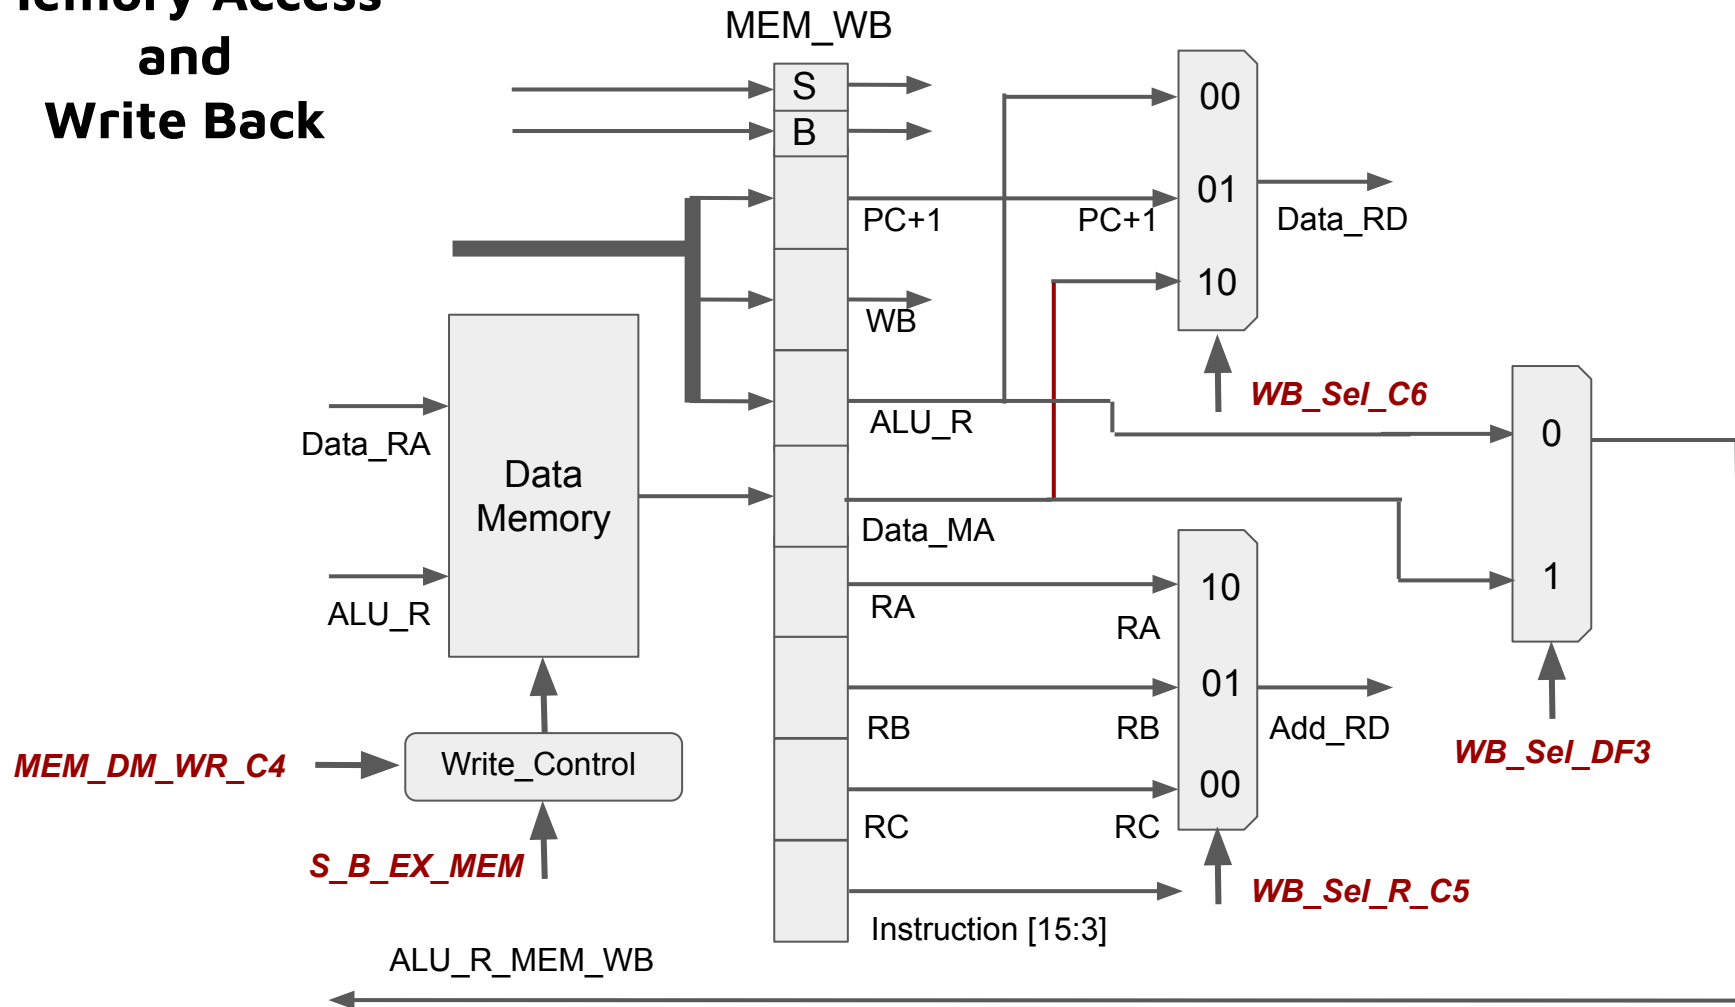 Memory Access
and
Write Back
MEM_WB
S
B
PC+1
WB
ALU_R
Data_MA
RA
RB
RC
Instruction [15:3]
Data_RA
ALU_R
Data
Memory
MEM_DM_WR_C4
Write_Control
S_B_EX_MEM
ALU_R_MEM_WB
PC+1
00
01
10
Data_RD
WB_Sel_C6
RA
RB
RC
10
01
00
Add_RD
WB_Sel_R_C5
0
1
WB_Sel_DF3